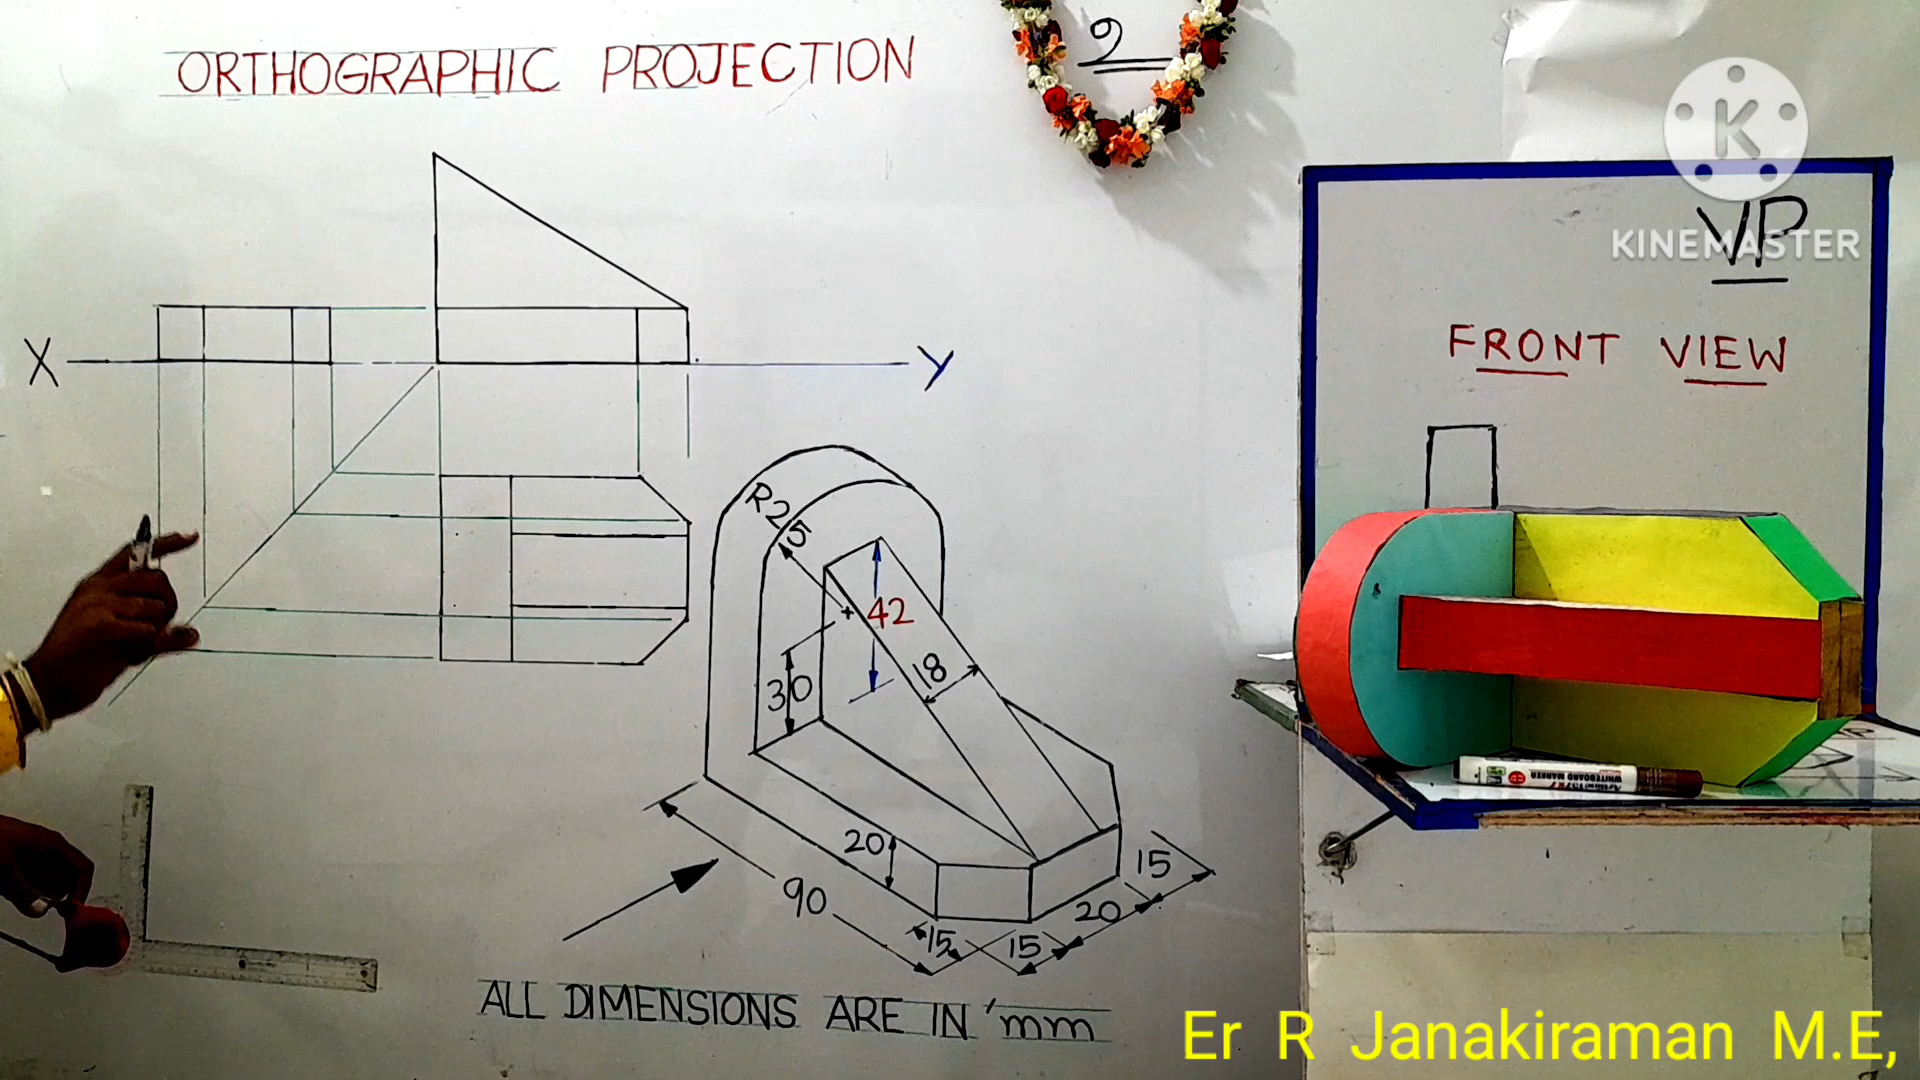 ORTHOGRAPHIC PROJECTION
K
KINEMASTER
VP
FRONT VIEW
X
Y
R25
42
18
30
20
90
15
15
20
15
ALL DIMENSIONS ARE IN 'mm
Er R Janakiraman M.E,